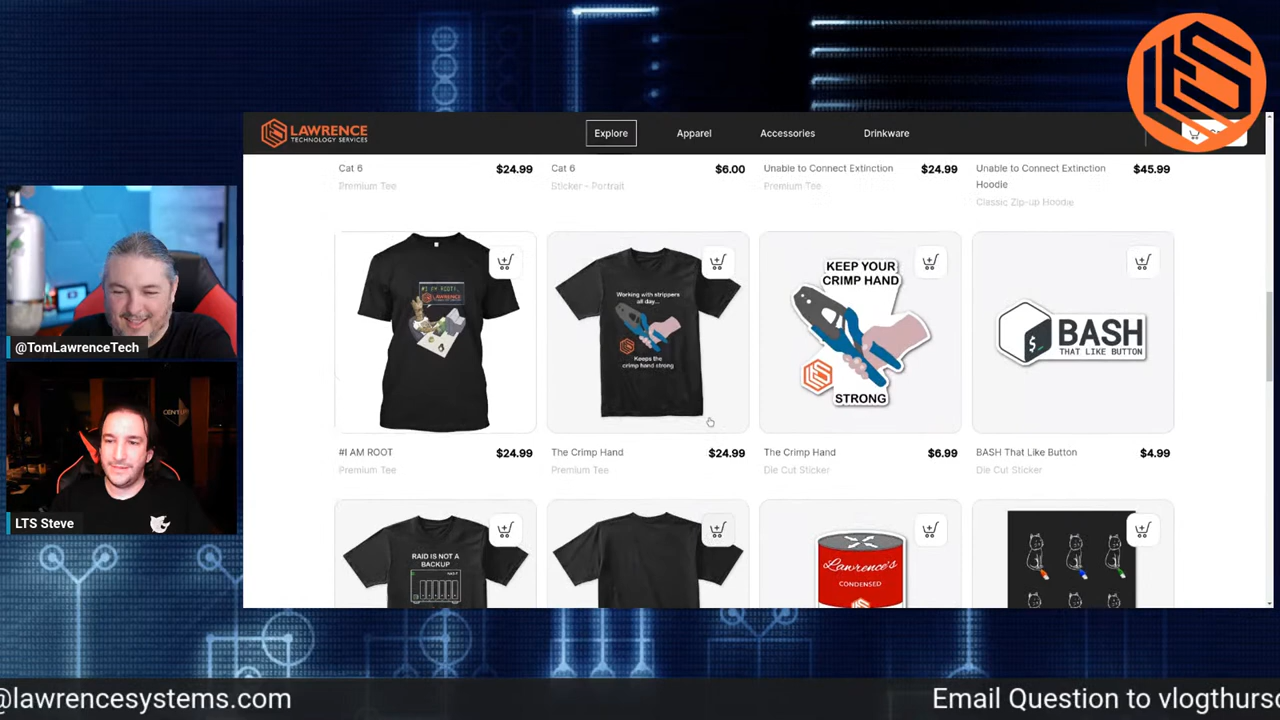 LAWRENCE
TECHNOLOGY SERVICES
Explore
Apparel
Accessories
Drinkware
Cat 6
$24.99
Premium Tee
Cat 6
$6.00
Sticker - Portrait
Unable to Connect Extinction
$24.99
Premium Tee
Unable to Connect Extinction
$45.99
Hoodie
Classic Zip-up Hoodie
#I AM ROOT!
Working with strippers
all day...
Keeps the
crimp hand strong
KEEP YOUR
CRIMP HAND
STRONG
$_
BASH
THAT LIKE BUTTON
#I AM ROOT
$24.99
Premium Tee
The Crimp Hand
$24.99
Premium Tee
The Crimp Hand
$6.99
Die Cut Sticker
BASH That Like Button
$4.99
Die Cut Sticker
RAID IS NOT A
BACKUP
Lawrence's
CONDENSED
@TomLawrenceTech
LTS Steve
@lawrencesystems.com
Email Question to vlogthursd